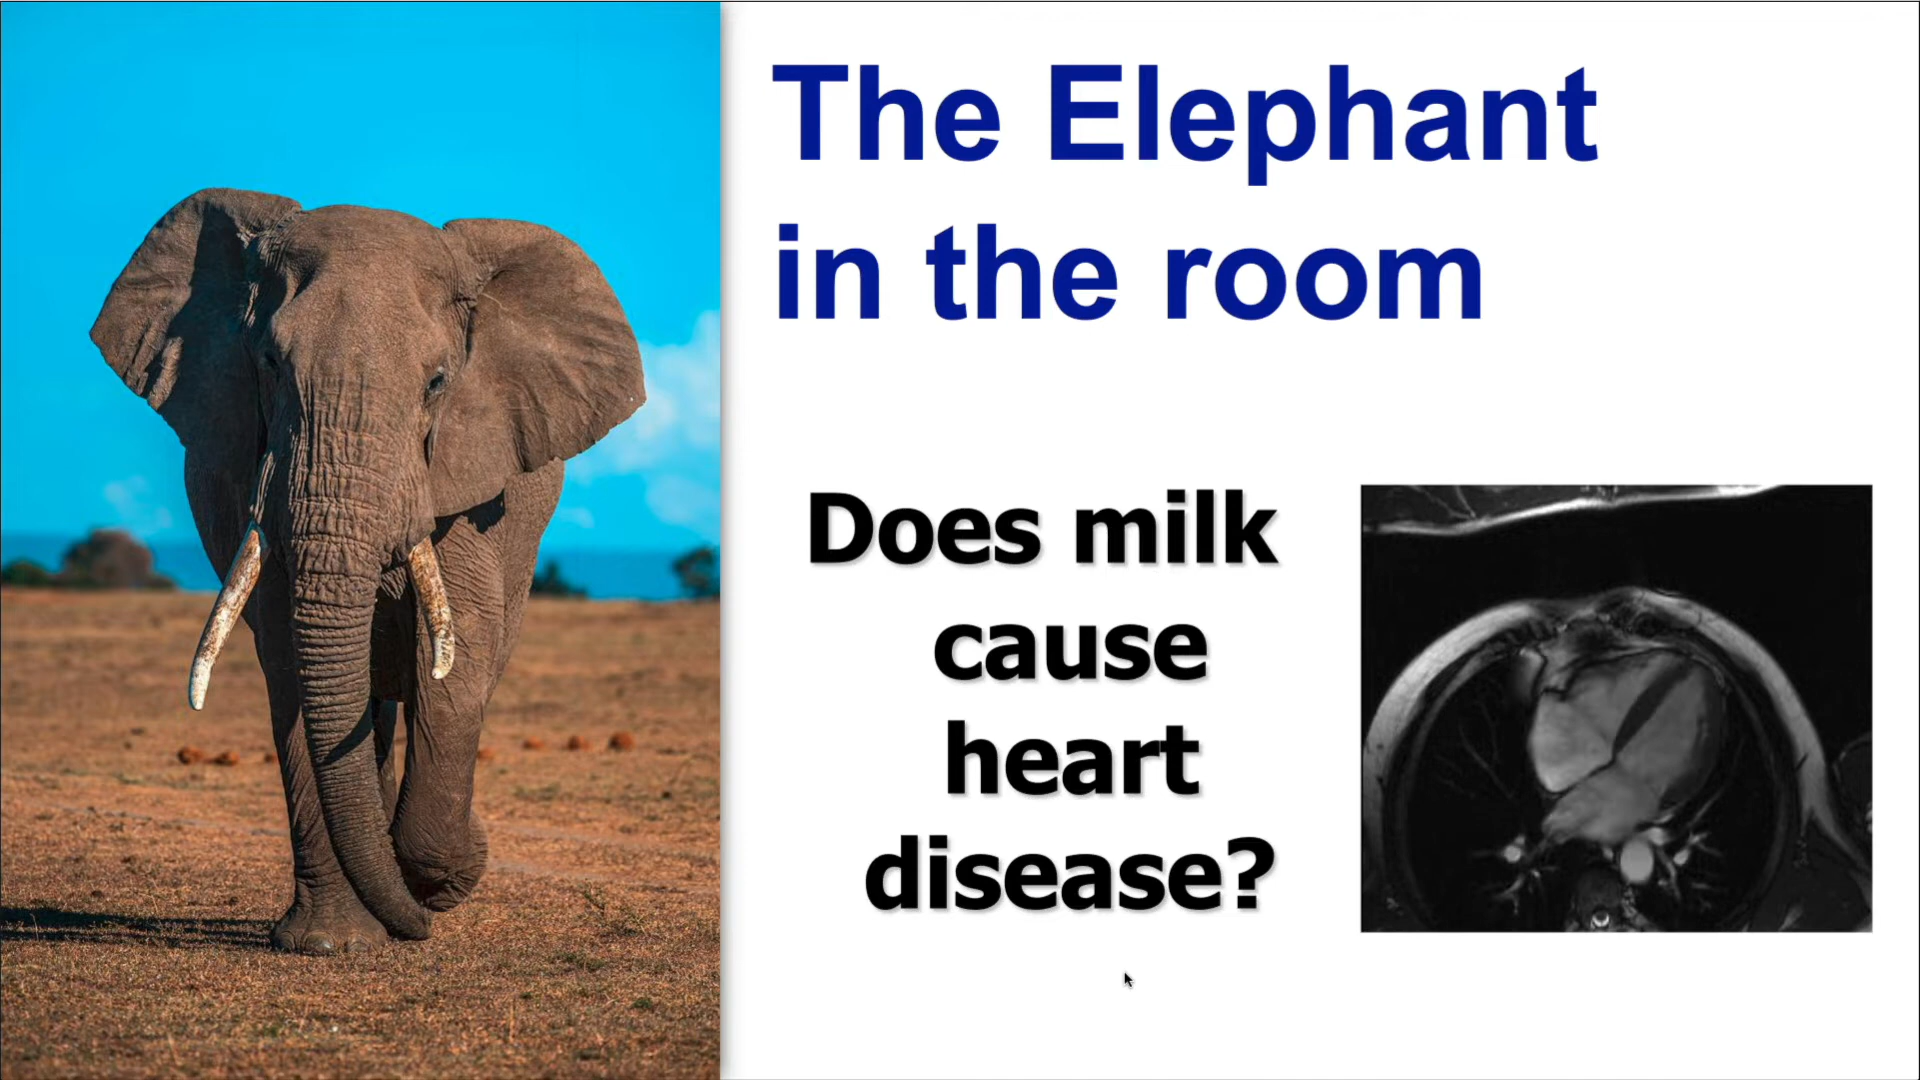 The Elephant
in the room
Does milk
cause
heart
disease?